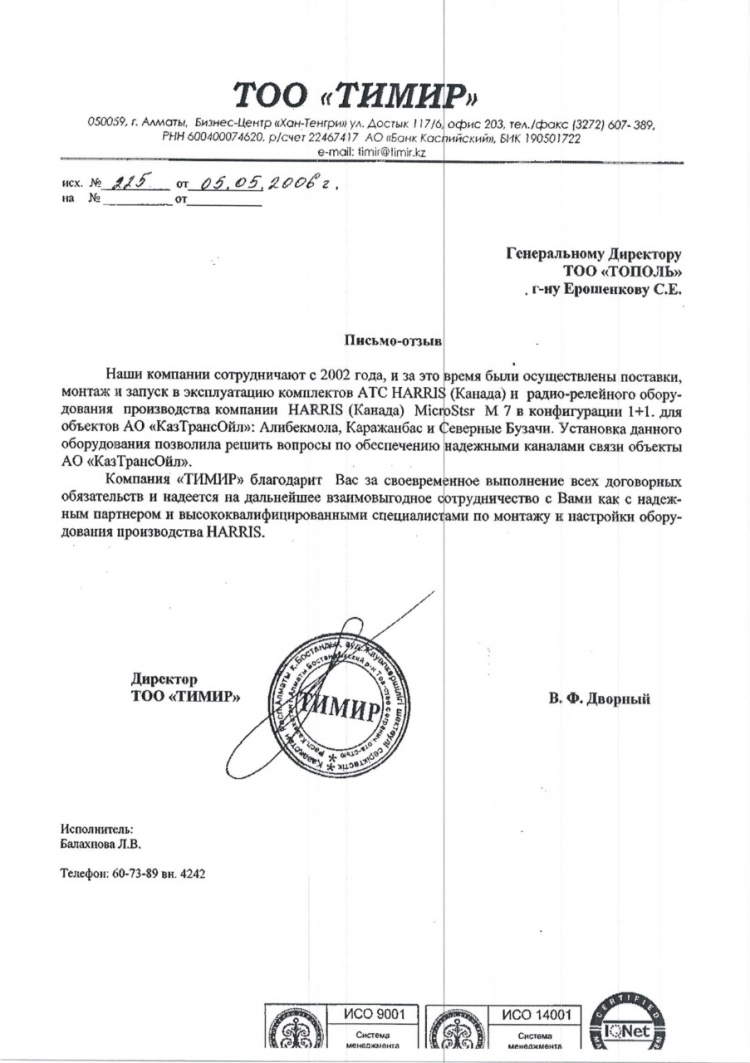 ТОО «ТИМИР»
050059, г. Алматы, Бизнес-Центр «Хан-Тенгри» ул. Достык 117/6, офис 203, тел./факс (3272) 607- 389,
РНН 600400074620, р/счет 22467417 АО «Банк Каспийский», БИК 190501722
e-mail: timir@timir.kz
исх. № 225 от 05.05.2006 г.
на № от
Генеральному Директору
ТОО «ТОПОЛЬ»
г-ну Ерошенкову С.Е.
Письмо-отзыв
Наши компании сотрудничают с 2002 года, и за это время были осуществлены поставки,
монтаж и запуск в эксплуатацию комплектов АТС HARRIS (Канада) и радио-релейного обору-
дования производства компании HARRIS (Канада) MicroStsr M 7 в конфигурации 1+1. для
объектов АО «КазТрансОйл»: Алибекмола, Каражанбас и Северные Бузачи. Установка данного
оборудования позволила решить вопросы по обеспечению надежными каналами связи объекты
АО «КазТрансОйл».
Компания «ТИМИР» благодарит Вас за своевременное выполнение всех договорных
обязательств и надеется на дальнейшее взаимовыгодное сотрудничество с Вами как с надеж-
ным партнером и высококвалифицированными специалистами по монтажу и настройки обору-
дования производства HARRIS.
Директор
ТОО «ТИМИР»
ТИМИР
В. Ф. Дворный
Исполнитель:
Балахпова Л.В.
Телефон: 60-73-89 вн. 4242
ИСО 9001
Система
менеджмента
ИСО 14001
Система
менеджмента
CERTIFIED
IQNet